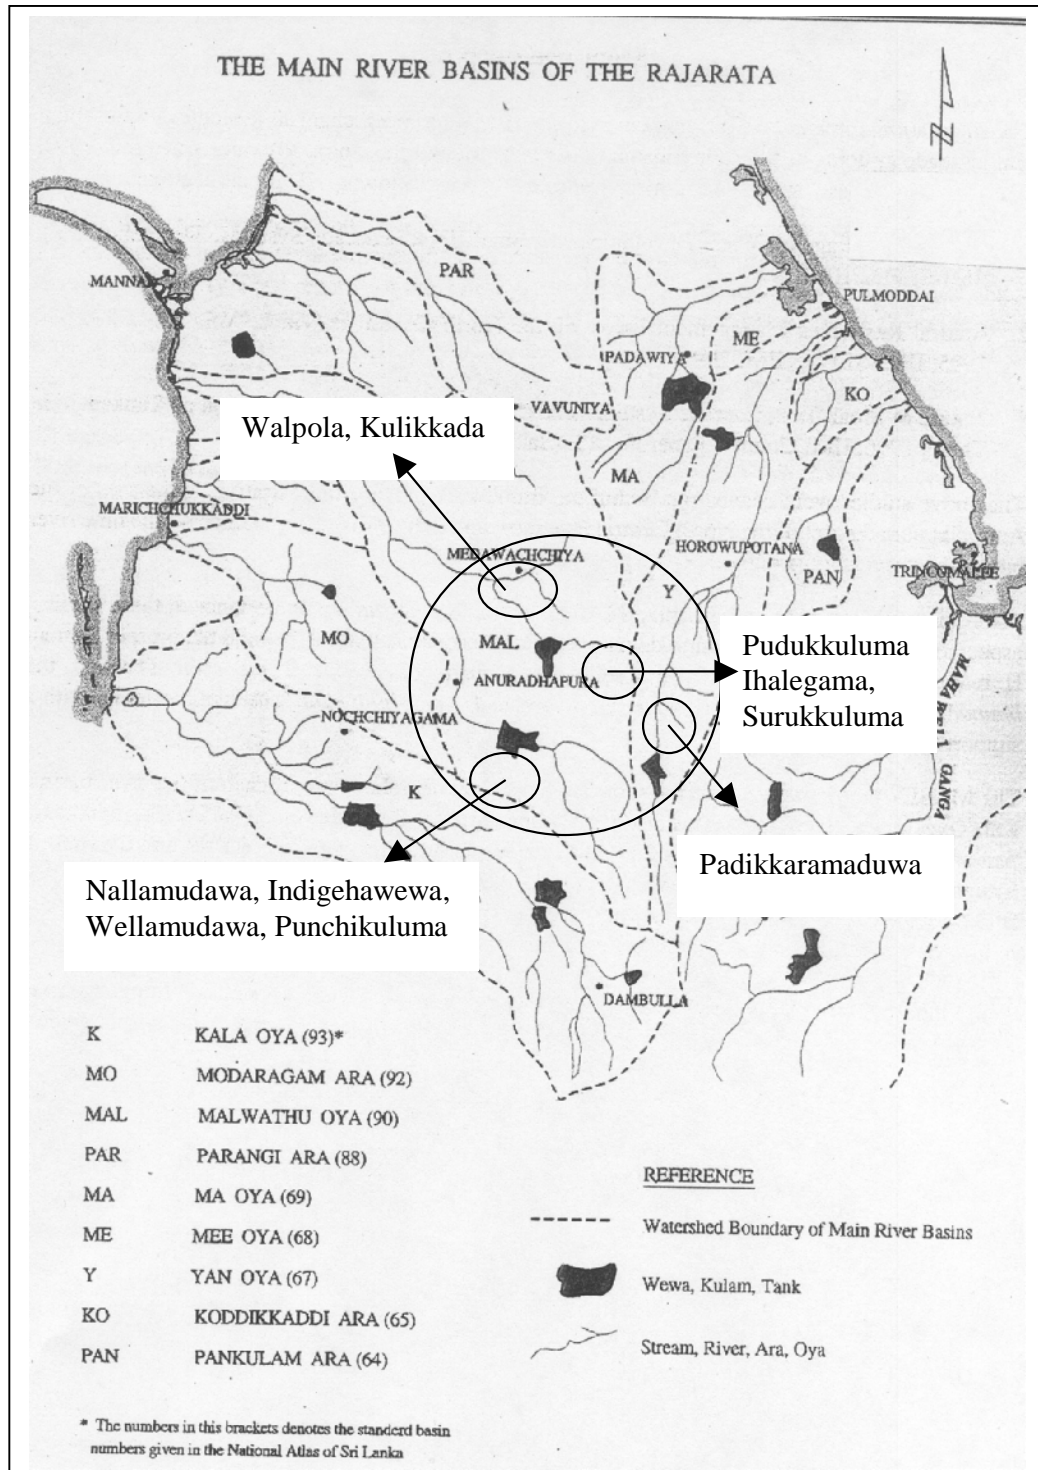 THE MAIN RIVER BASINS OF THE RAJARATA
PAR
MANNAR
PULMODDAI
ME
PADAWIYA
KO
VAVUNIYA
Walpola, Kulikkada
MA
MARICHCHUKKADDI
MEDAWACHCHIYA
HOROWUPOTANA
TRINCOMALEE
PAN
Y
MO
MAL
Pudukkuluma
Ihalegama,
Surukkuluma
ANURADHAPURA
NOCHCHIYAGAMA
GANGA
K
Padikkaramaduwa
Nallamudawa, Indigehawewa,
Wellamudawa, Punchikuluma
DAMBULLA
K KALA OYA (93)*
MO MODARAGAM ARA (92)
MAL MALWATHU OYA (90)
PAR PARANGI ARA (88)
MA MA OYA (69)
ME MEE OYA (68)
Y YAN OYA (67)
KO KODDIKKADDI ARA (65)
PAN PANKULAM ARA (64)
REFERENCE
Watershed Boundary of Main River Basins
Wewa, Kulam, Tank
Stream, River, Ara, Oya
* The numbers in this brackets denotes the standerd basin
numbers given in the National Atlas of Sri Lanka